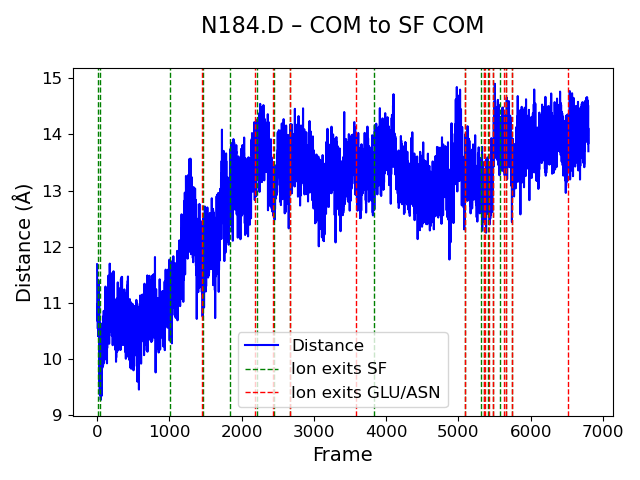 N184.D – COM to SF COM
15
14
13
12
11
10
9
Distance (Å)
Distance
Ion exits SF
Ion exits GLU/ASN
0 1000 2000 3000 4000 5000 6000 7000
Frame